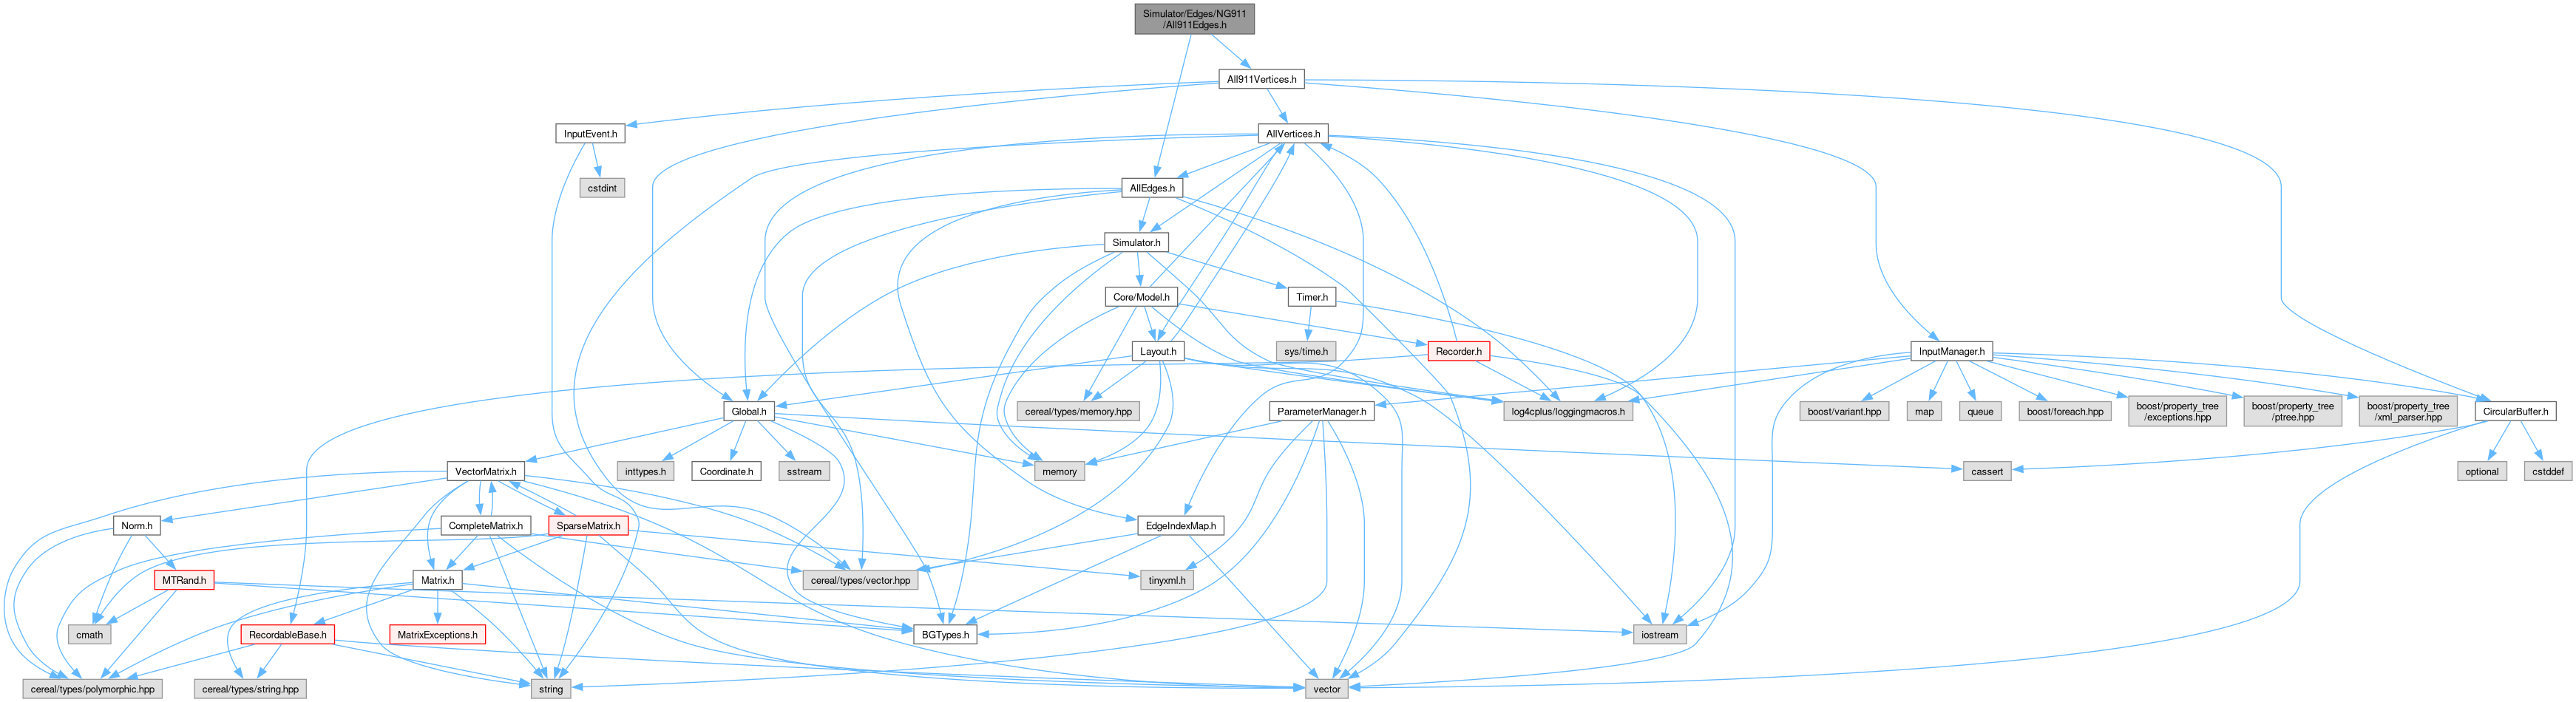 Simulator/Edges/NG911
/All911Edges.h
All911Vertices.h
InputEvent.h
AllVertices.h
cstdint
AllEdges.h
Simulator.h
Core/Model.h
Timer.h
sys/time.h
Layout.h
Recorder.h
InputManager.h
Global.h
cereal/types/memory.hpp
ParameterManager.h
log4cplus/loggingmacros.h
boost/variant.hpp
map
queue
boost/foreach.hpp
boost/property_tree
/exceptions.hpp
boost/property_tree
/ptree.hpp
boost/property_tree
/xml_parser.hpp
CircularBuffer.h
VectorMatrix.h
inttypes.h
Coordinate.h
sstream
memory
cassert
optional
cstddef
Norm.h
CompleteMatrix.h
SparseMatrix.h
EdgeIndexMap.h
MTRand.h
Matrix.h
cereal/types/vector.hpp
tinyxml.h
cmath
RecordableBase.h
MatrixExceptions.h
BGTypes.h
iostream
cereal/types/polymorphic.hpp
cereal/types/string.hpp
string
vector